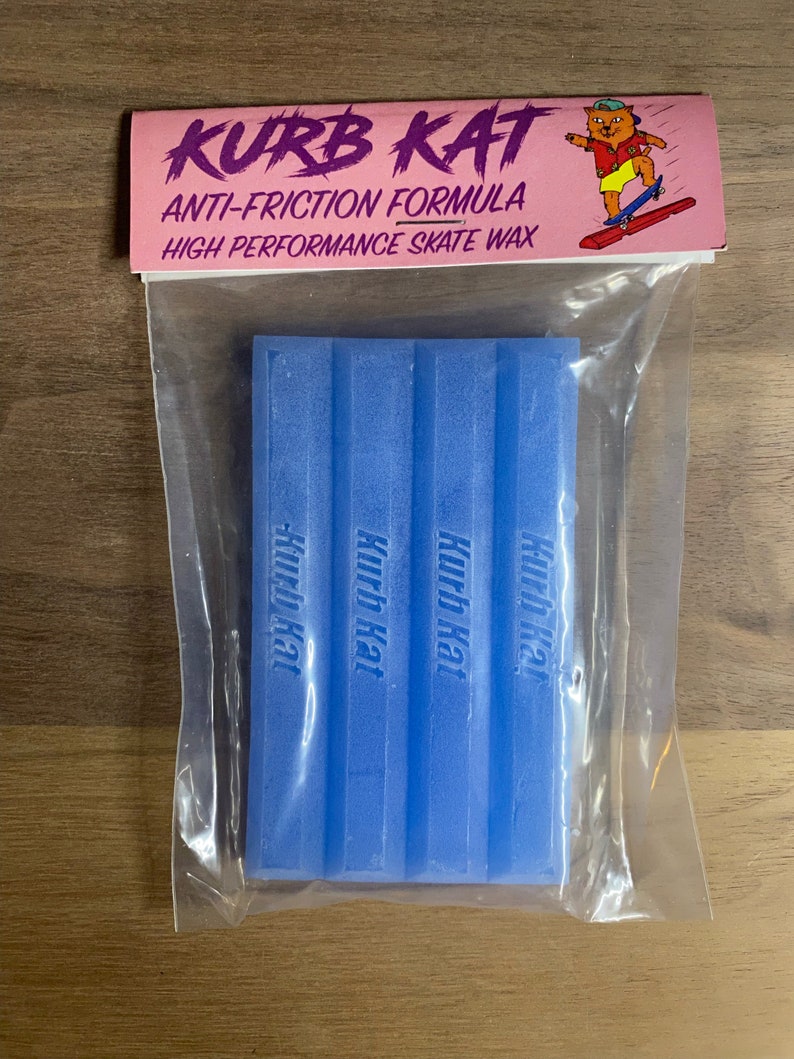 KURB KAT
ANTI-FRICTION FORMULA
HIGH PERFORMANCE SKATE WAX
Kurb Kat
Kurb Kat
Kurb Kat
Kurb Kat